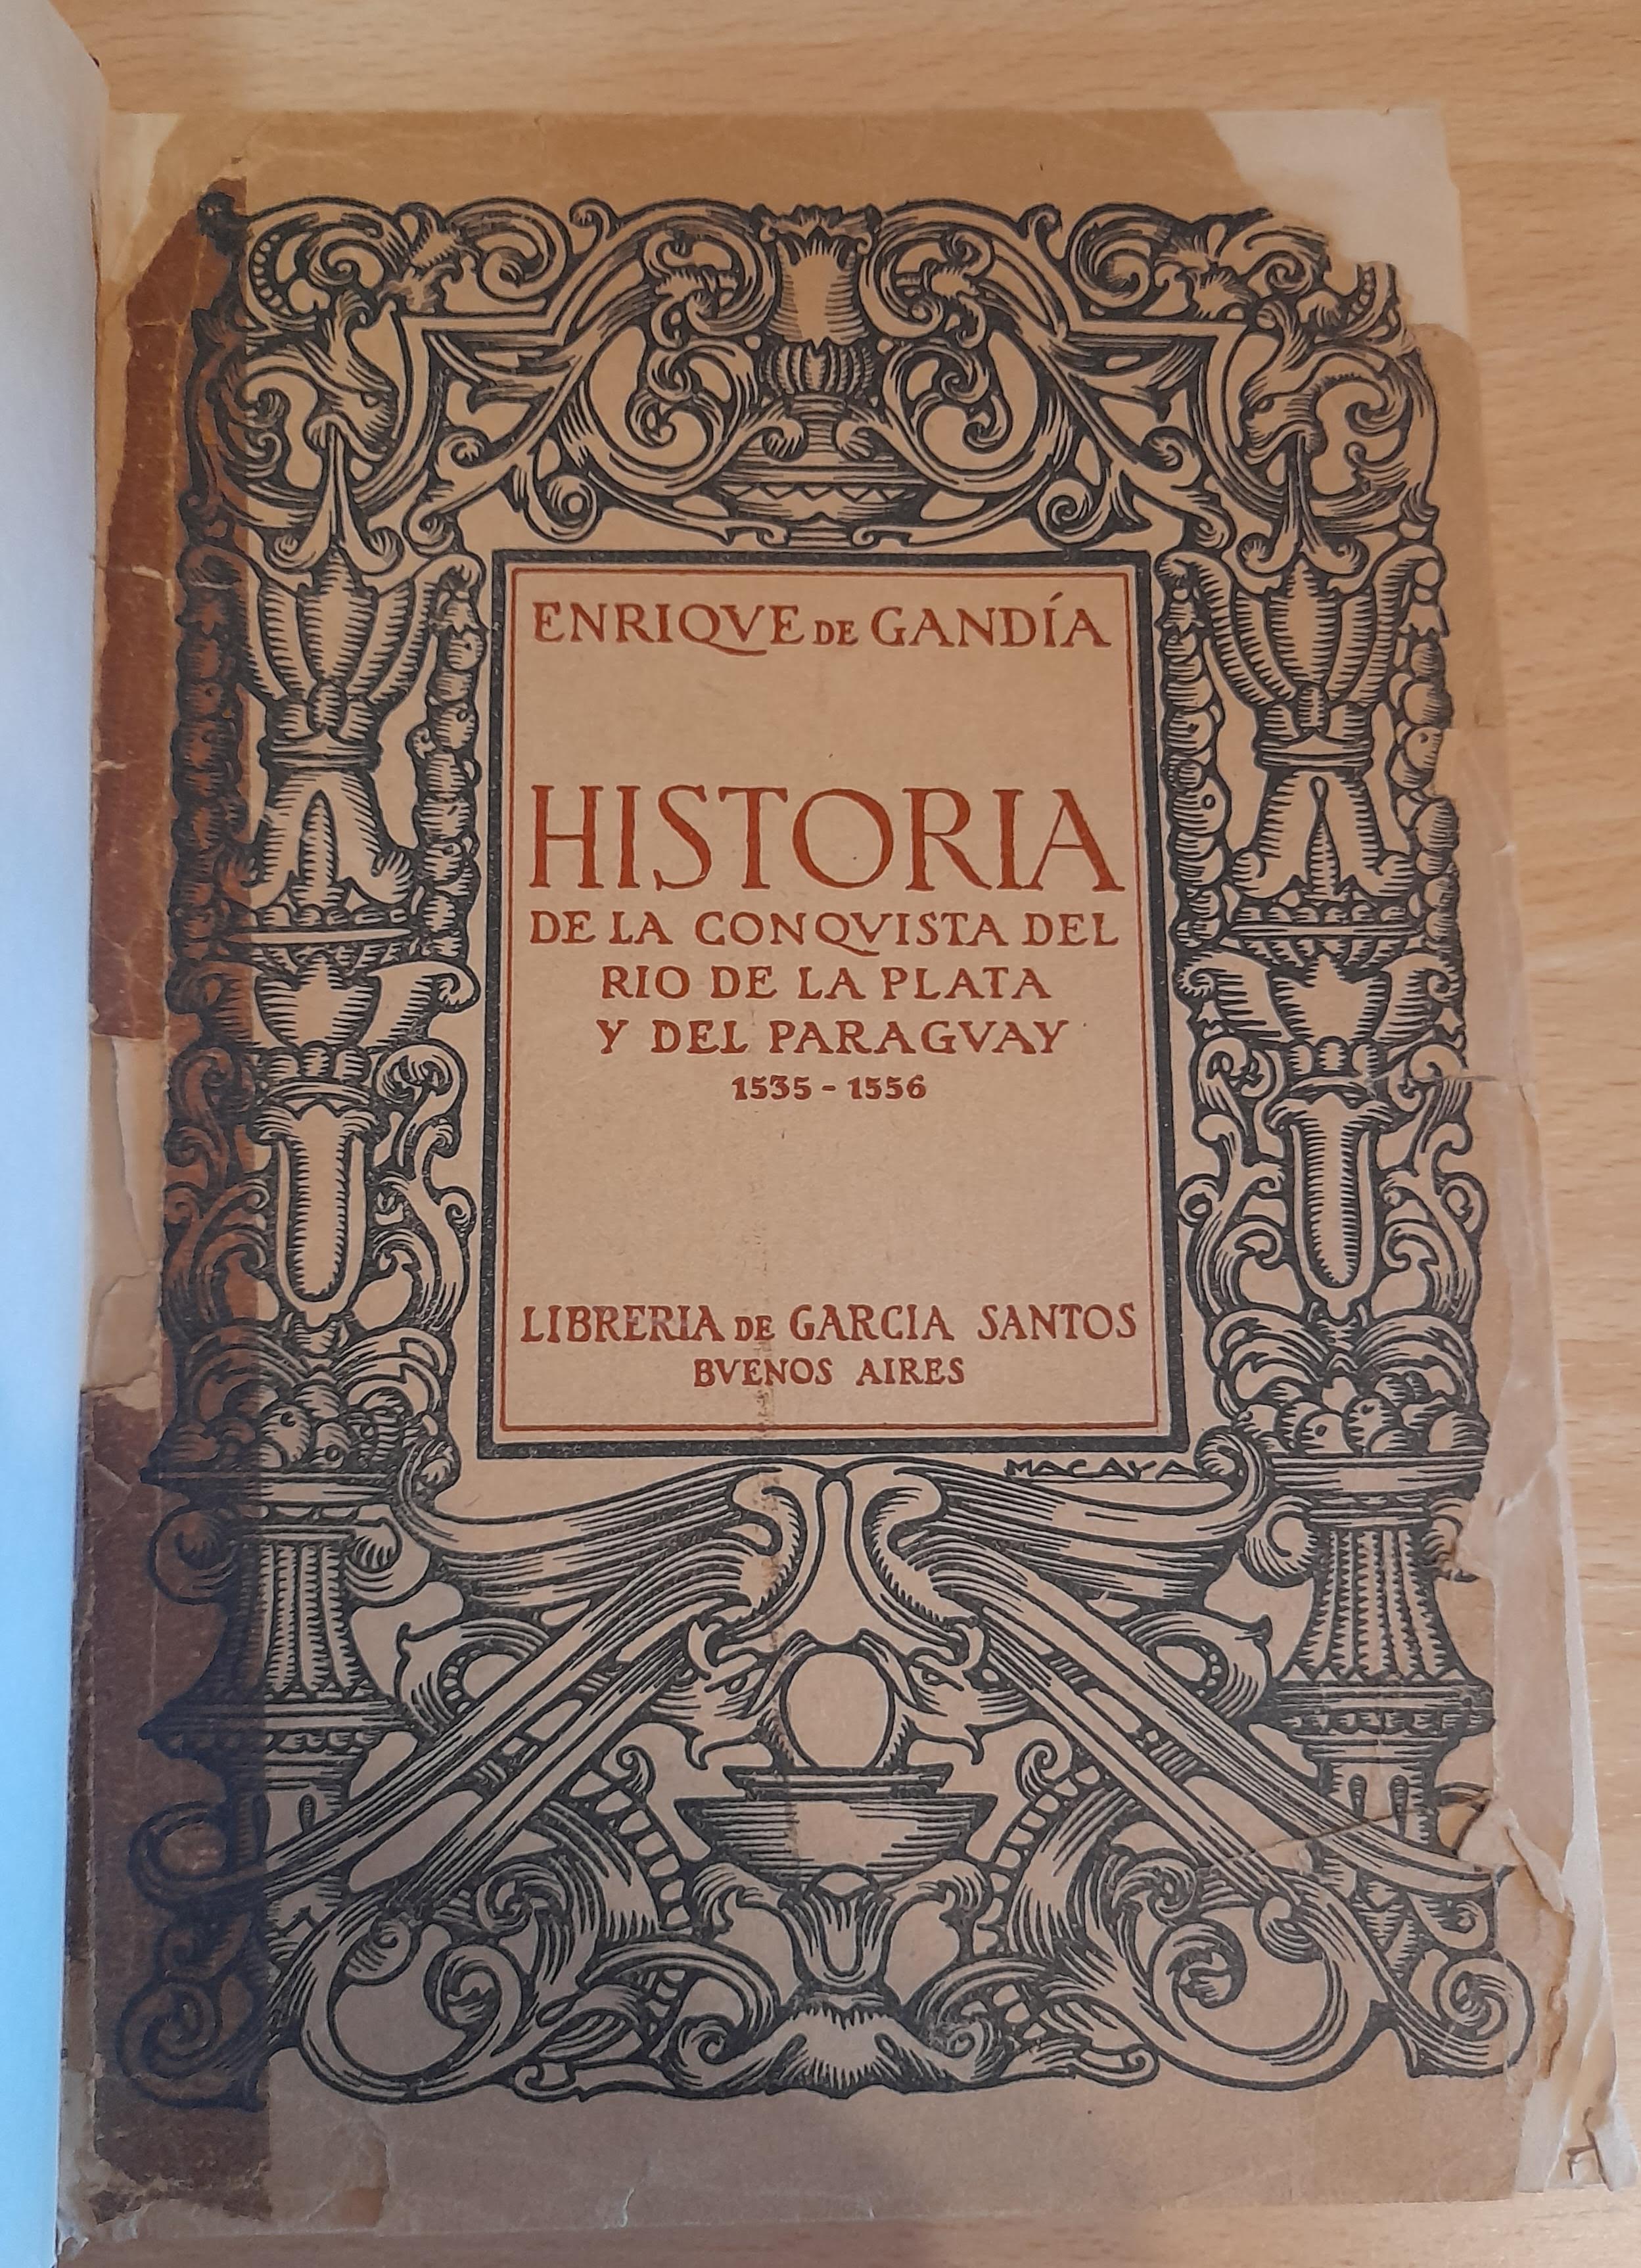 ENRIQVE DE GANDÍA
HISTORIA
DE LA CONQVISTA DEL
RIO DE LA PLATA
Y DEL PARAGVAY
1535 - 1556
LIBRERIA DE GARCIA SANTOS
BVENOS AIRES
MACAYA